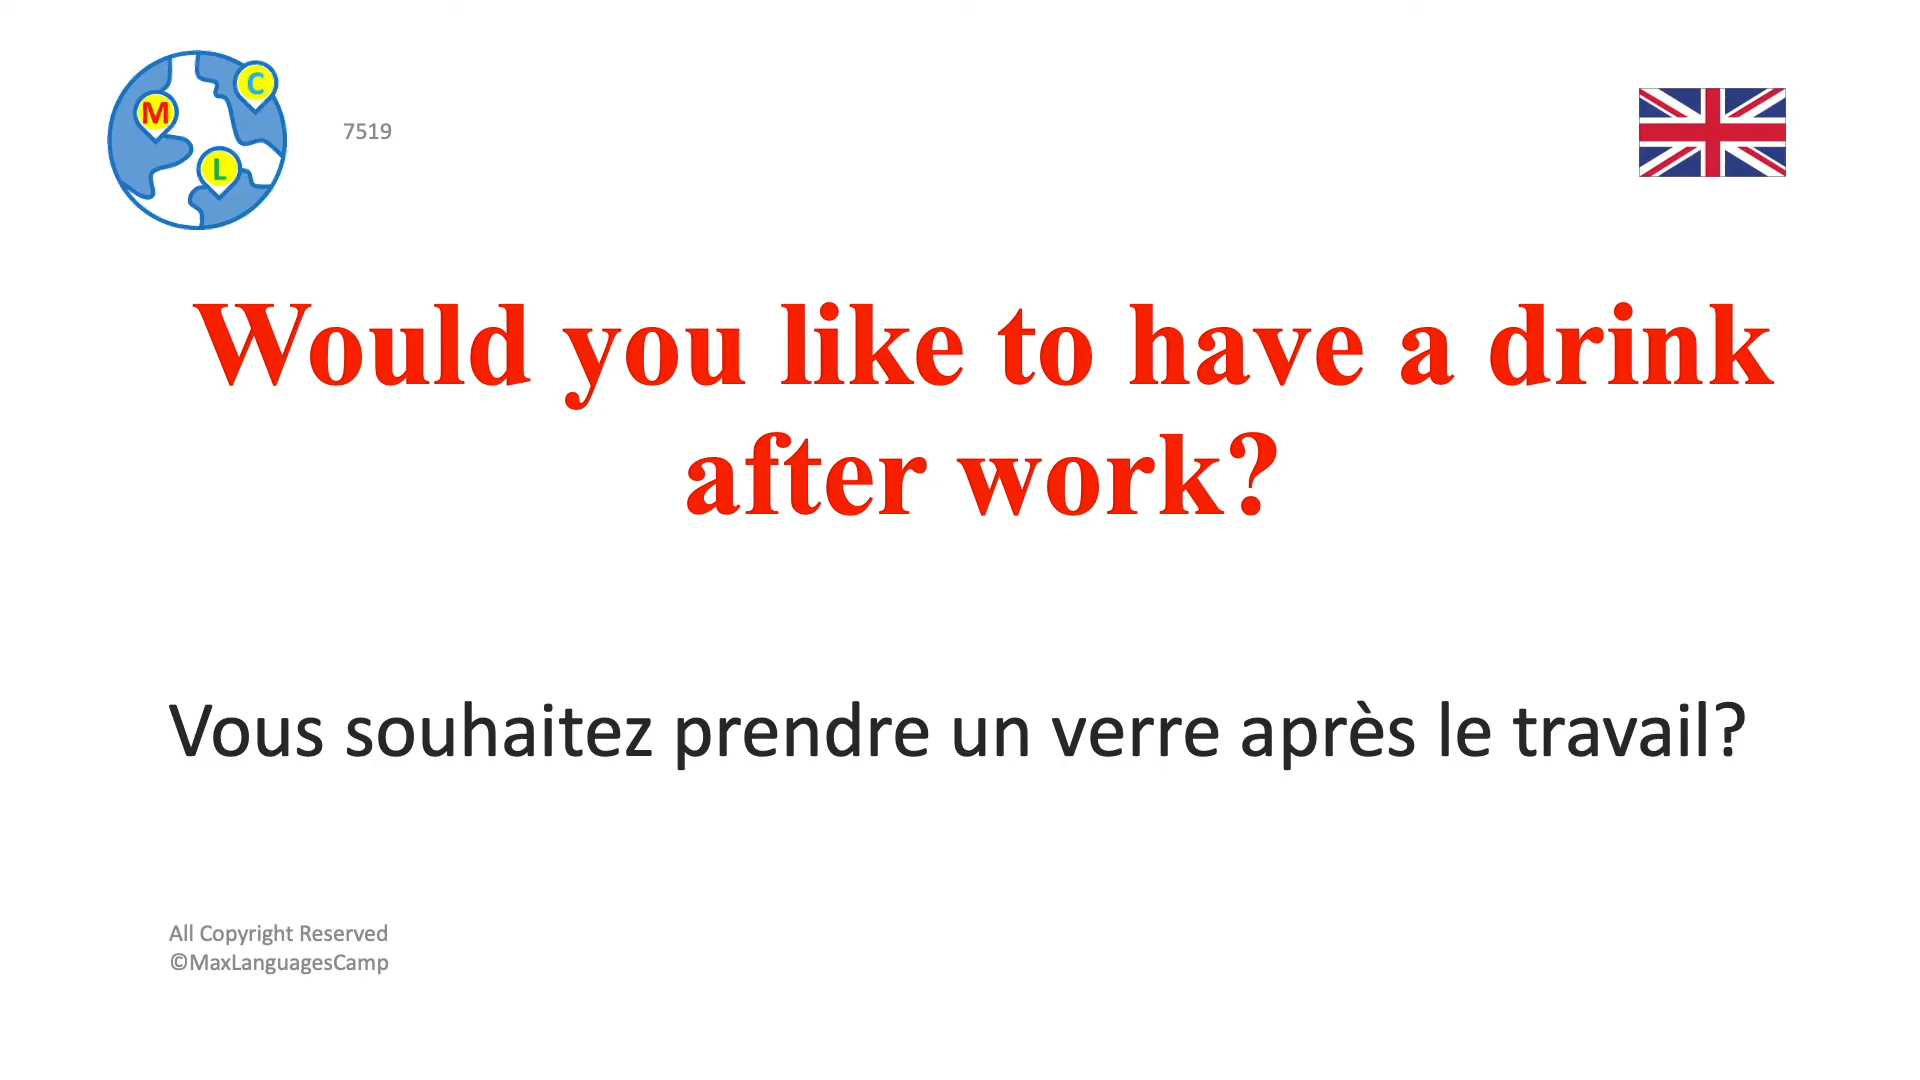 M
C
L
7519
Would you like to have a drink
after work?
Vous souhaitez prendre un verre après le travail?
All Copyright Reserved
©MaxLanguagesCamp